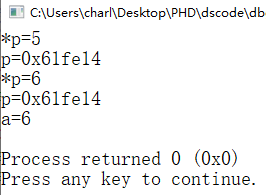 C:\Users\charl\Desktop\PHD\dscode\db
*p=5
p=0x61fe14
*p=6
p=0x61fe14
a=6
Process returned 0 (0x0)
Press any key to continue.